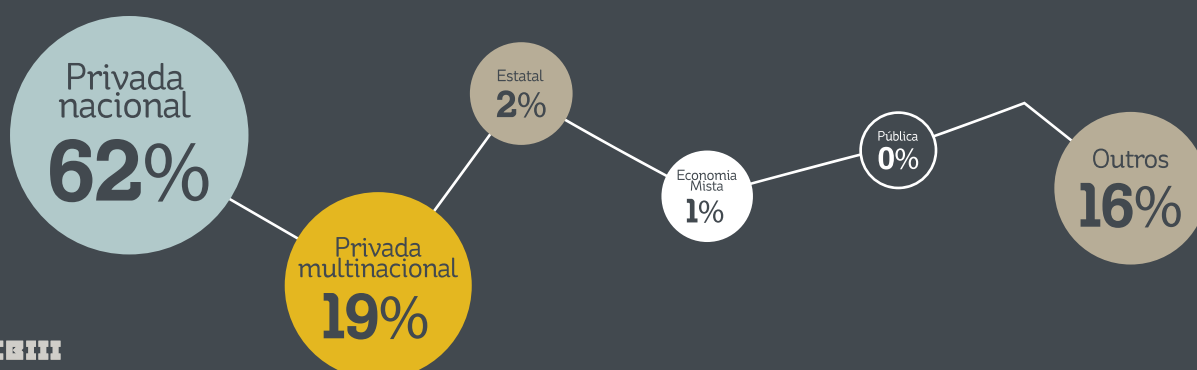 Privada
nacional
62%
Privada
multinacional
19%
Estatal
2%
Economia
Mista
1%
Pública
0%
Outros
16%